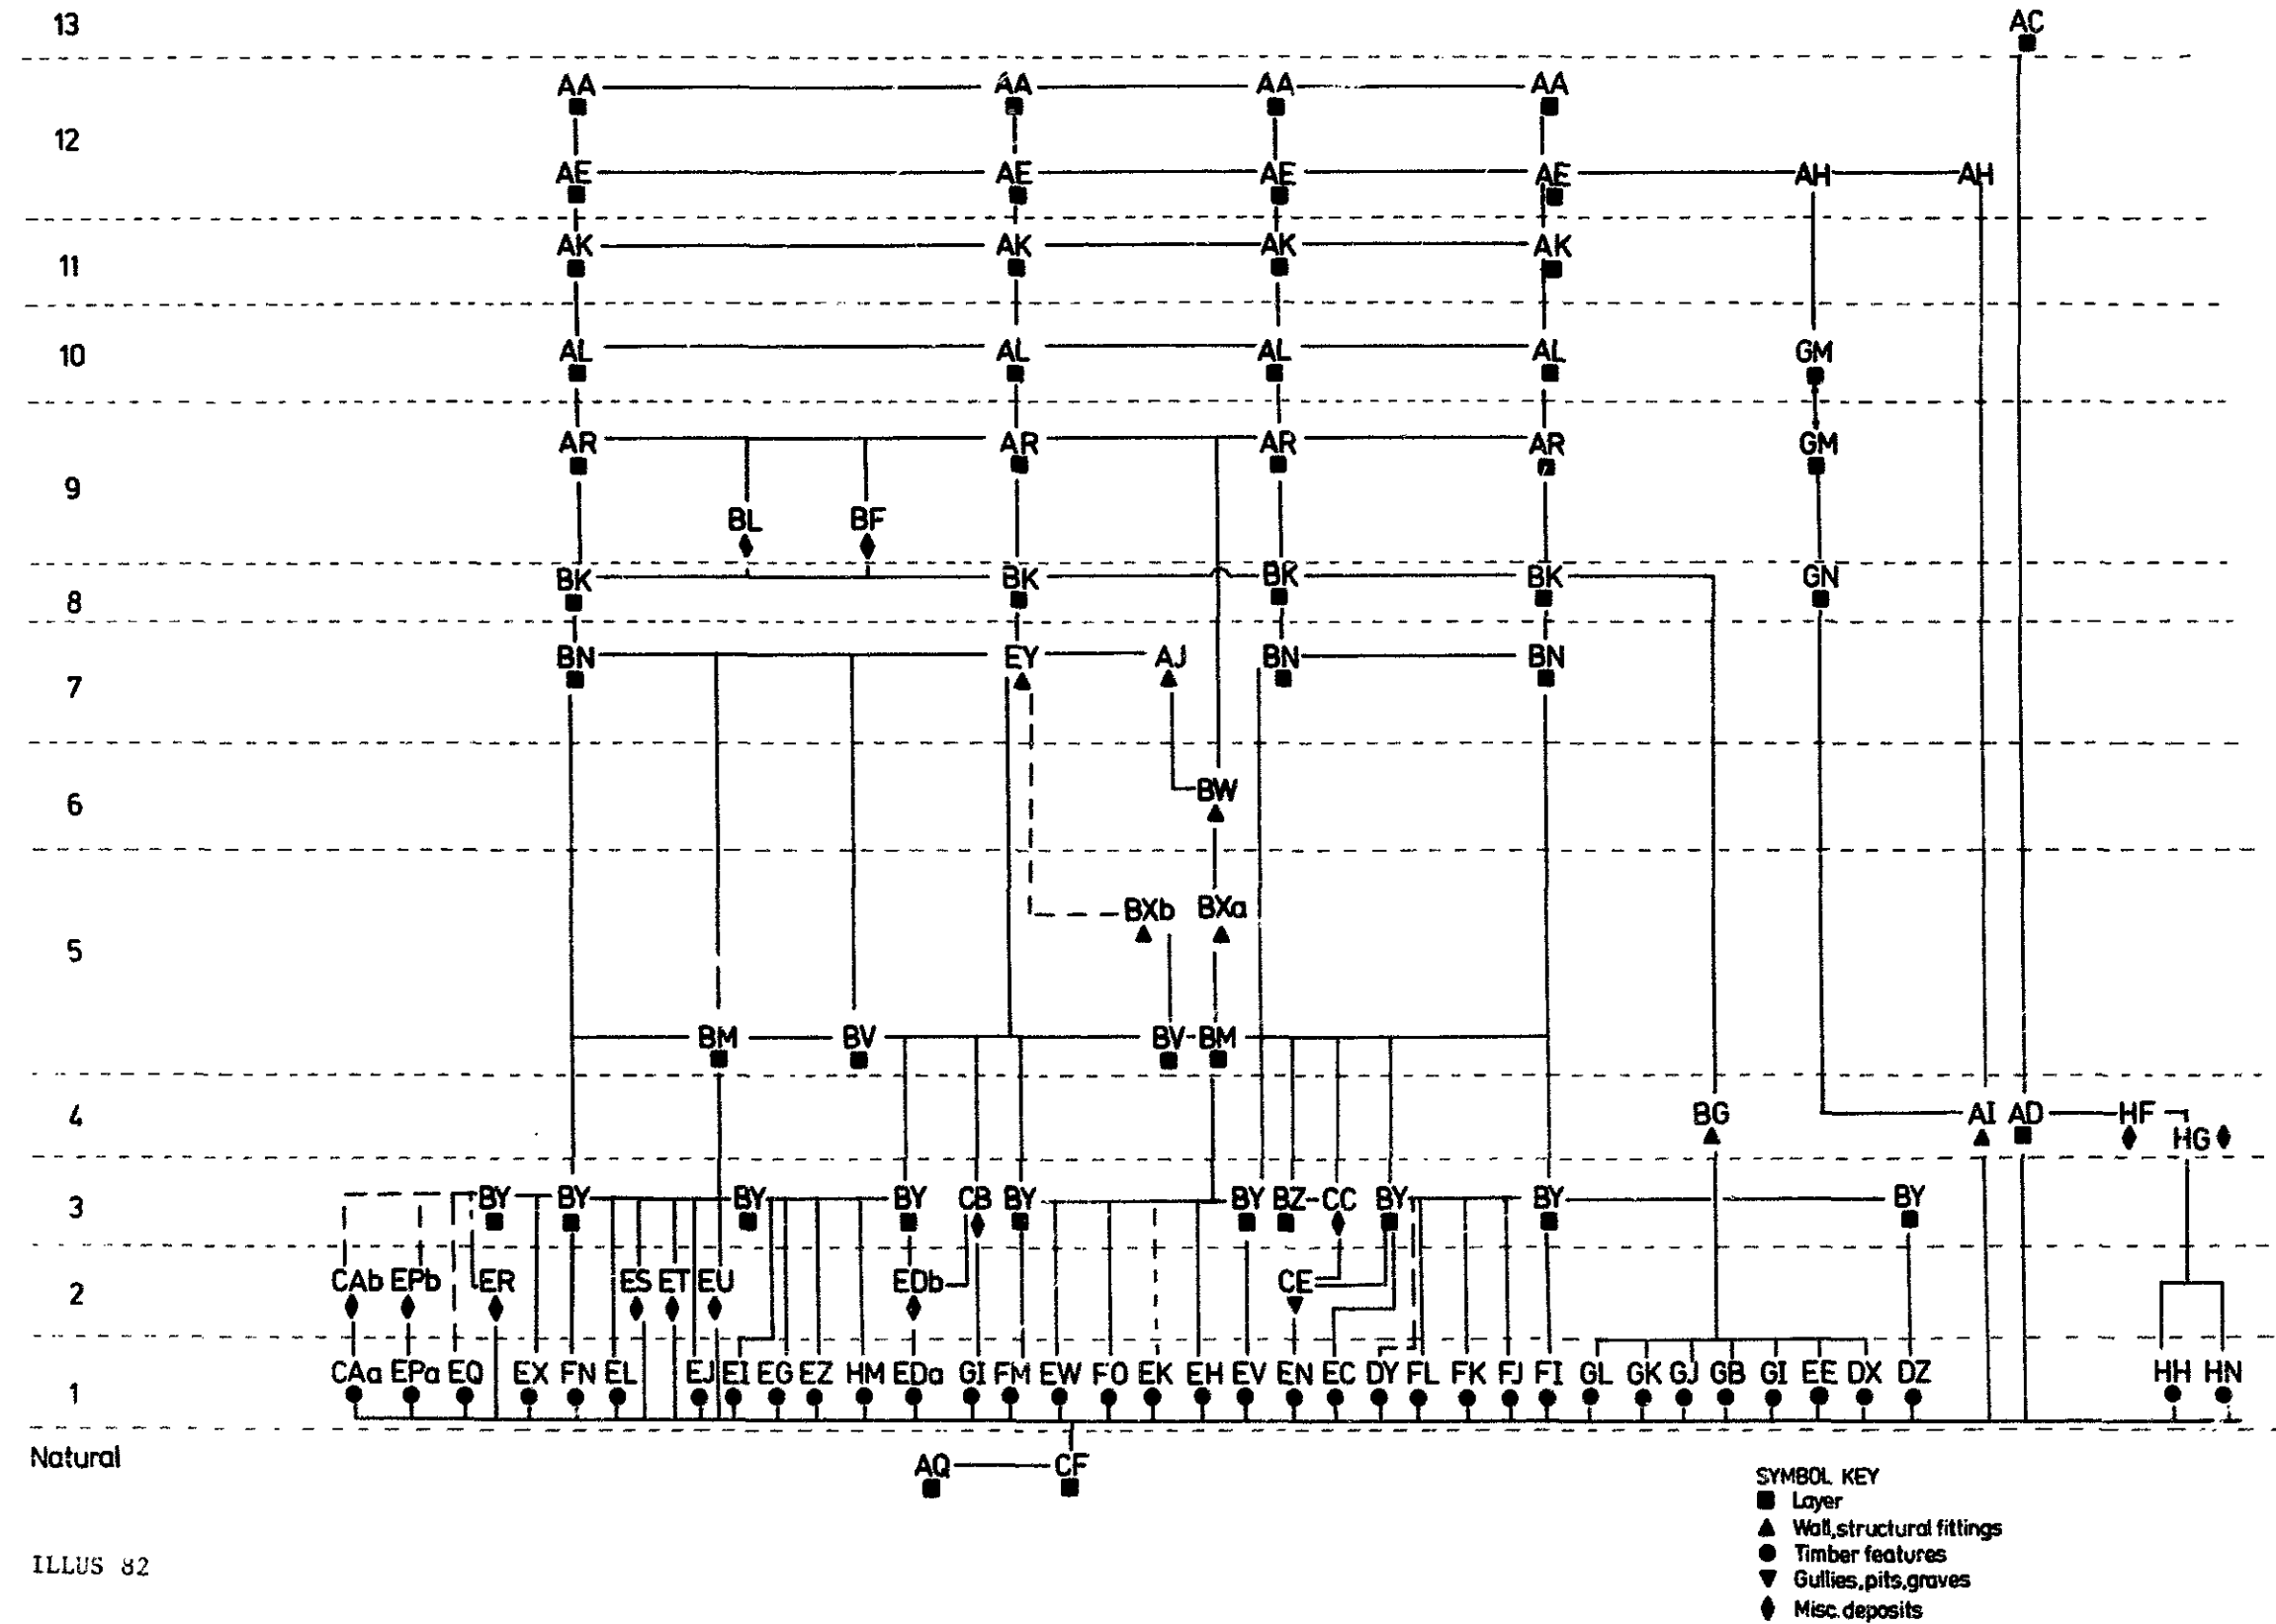 13 AC
AA AA AA AA
12
AE AE AE AE AH AH
AK AK AK AK
11
10 AL AL AL AL GM
AR AR AR AR GM
9
BL BF
BK BK BK BK GN
8
BN EY AJ BN BN
7
6 BW
BXb BXa
5
BM BV BV BM
4 BG AI AD HF
HG
3 BY BY BY BY CB BY BY BZ CC BY BY BY
2 CAb EPb ER ES ET EU EDb CE
1 CAa EPa EQ EX FN EL EJ EI EG EZ HM EDa GI FM EW FO EK EH EV EN EC DY FL FK FJ FI GL GK GJ GB GI EE DX DZ HH HN
Natural AQ CF
SYMBOL KEY
Layer
Wall,structural fittings
Timber features
Gullies,pits,graves
Misc.deposits
ILLUS 82